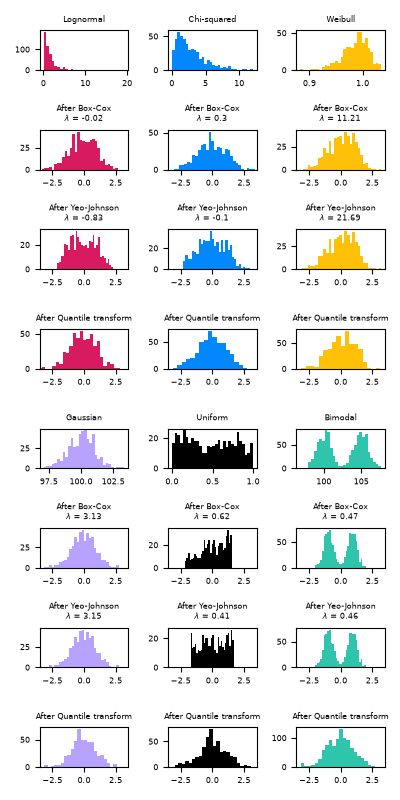 Lognormal Chi-squared Weibull
100
0
50
0
50
0
0 10 20 0 5 10 0.9 1.0
After Box-Cox After Box-Cox After Box-Cox
λ = -0.02 λ = 0.3 λ = 11.21
25
0
50
0
25
0
−2.5 0.0 2.5 −2.5 0.0 2.5 −2.5 0.0 2.5
After Yeo-Johnson After Yeo-Johnson After Yeo-Johnson
λ = -0.83 λ = -0.1 λ = 21.69
20
0
20
0
25
0
−2.5 0.0 2.5 −2.5 0.0 2.5 −2.5 0.0 2.5
After Quantile transform After Quantile transform After Quantile transform
50
0
50
0
50
0
−2.5 0.0 2.5 −2.5 0.0 2.5 −2.5 0.0 2.5
Gaussian Uniform Bimodal
25
0
20
0
50
0
97.5 100.0 102.5 0.0 0.5 1.0 100 105
After Box-Cox After Box-Cox After Box-Cox
λ = 3.13 λ = 0.62 λ = 0.47
25
0
20
0
50
0
−2.5 0.0 2.5 −2.5 0.0 2.5 −2.5 0.0 2.5
After Yeo-Johnson After Yeo-Johnson After Yeo-Johnson
λ = 3.15 λ = 0.41 λ = 0.46
25
0
20
0
50
0
−2.5 0.0 2.5 −2.5 0.0 2.5 −2.5 0.0 2.5
After Quantile transform After Quantile transform After Quantile transform
50
0
50
0
100
0
−2.5 0.0 2.5 −2.5 0.0 2.5 −2.5 0.0 2.5